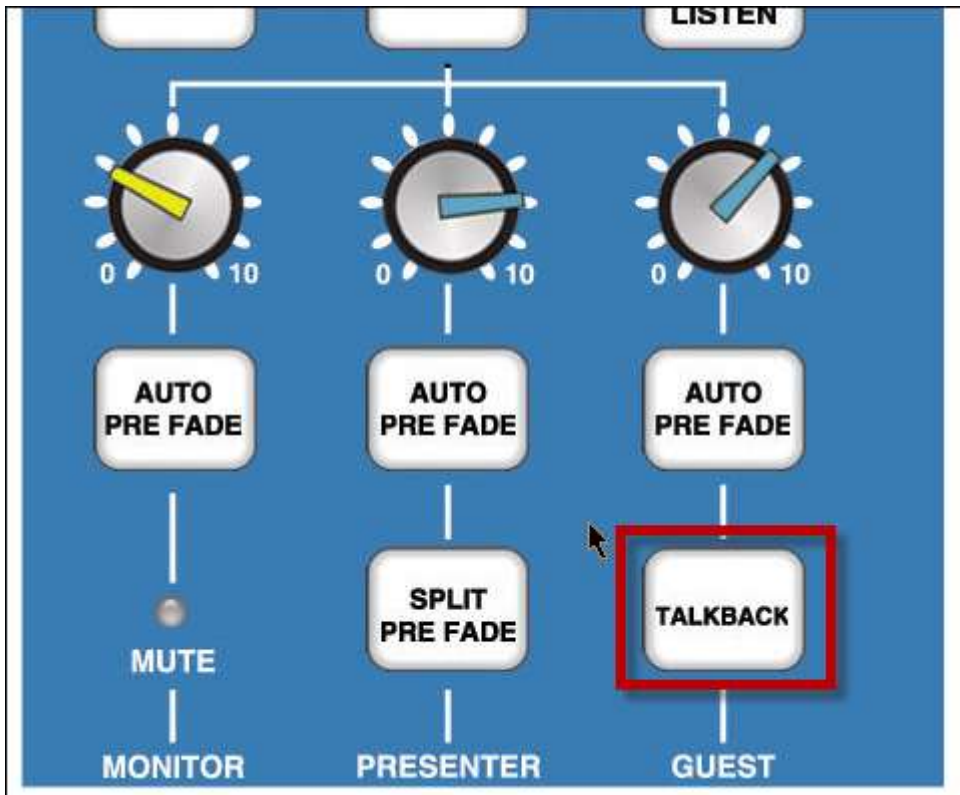 LISTEN
0 10 0 10 0 10
AUTO
PRE FADE
AUTO
PRE FADE
AUTO
PRE FADE
SPLIT
PRE FADE
TALKBACK
MUTE
MONITOR PRESENTER GUEST